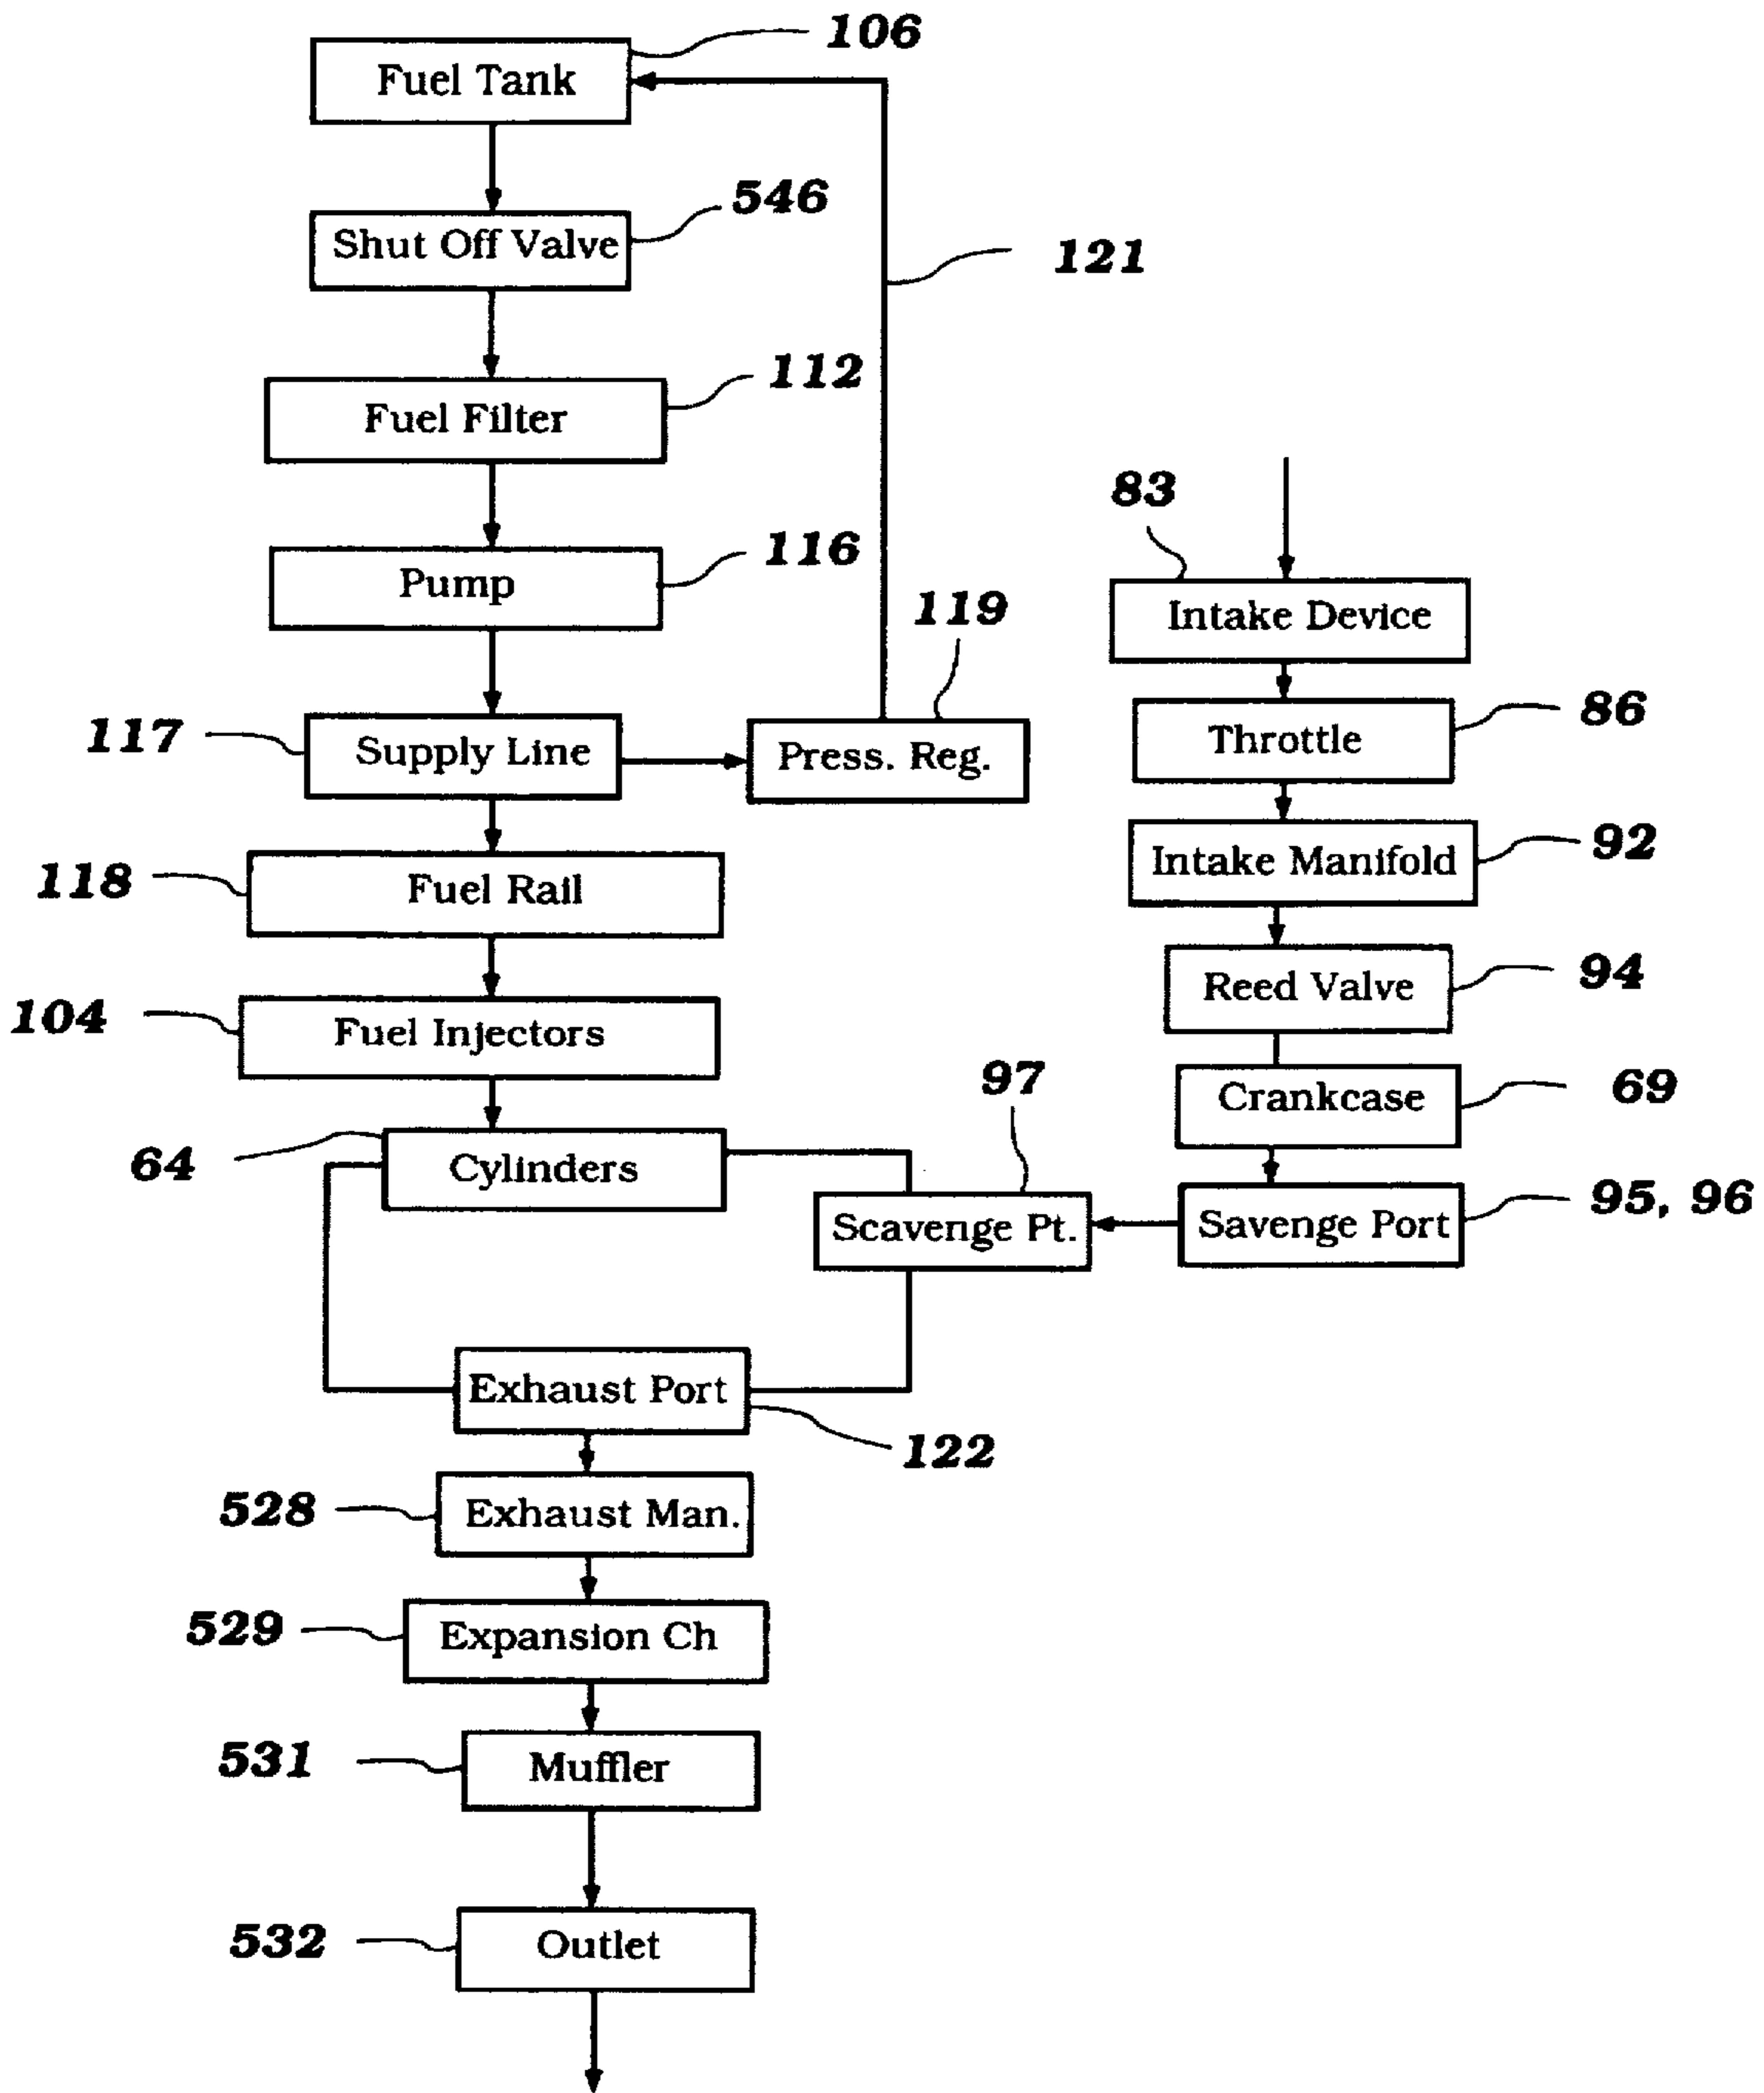 106
Fuel Tank
546
Shut Off Valve
121
112
Fuel Filter
116
Pump
83
Intake Device
119
117
Supply Line
Press. Reg.
86
Throttle
118
Fuel Rail
92
Intake Manifold
94
Reed Valve
104
Fuel Injectors
97
69
Crankcase
64
Cylinders
95, 96
Scavenge Pt.
Savenge Port
Exhaust Port
122
528
Exhaust Man.
529
Expansion Ch
531
Muffler
532
Outlet